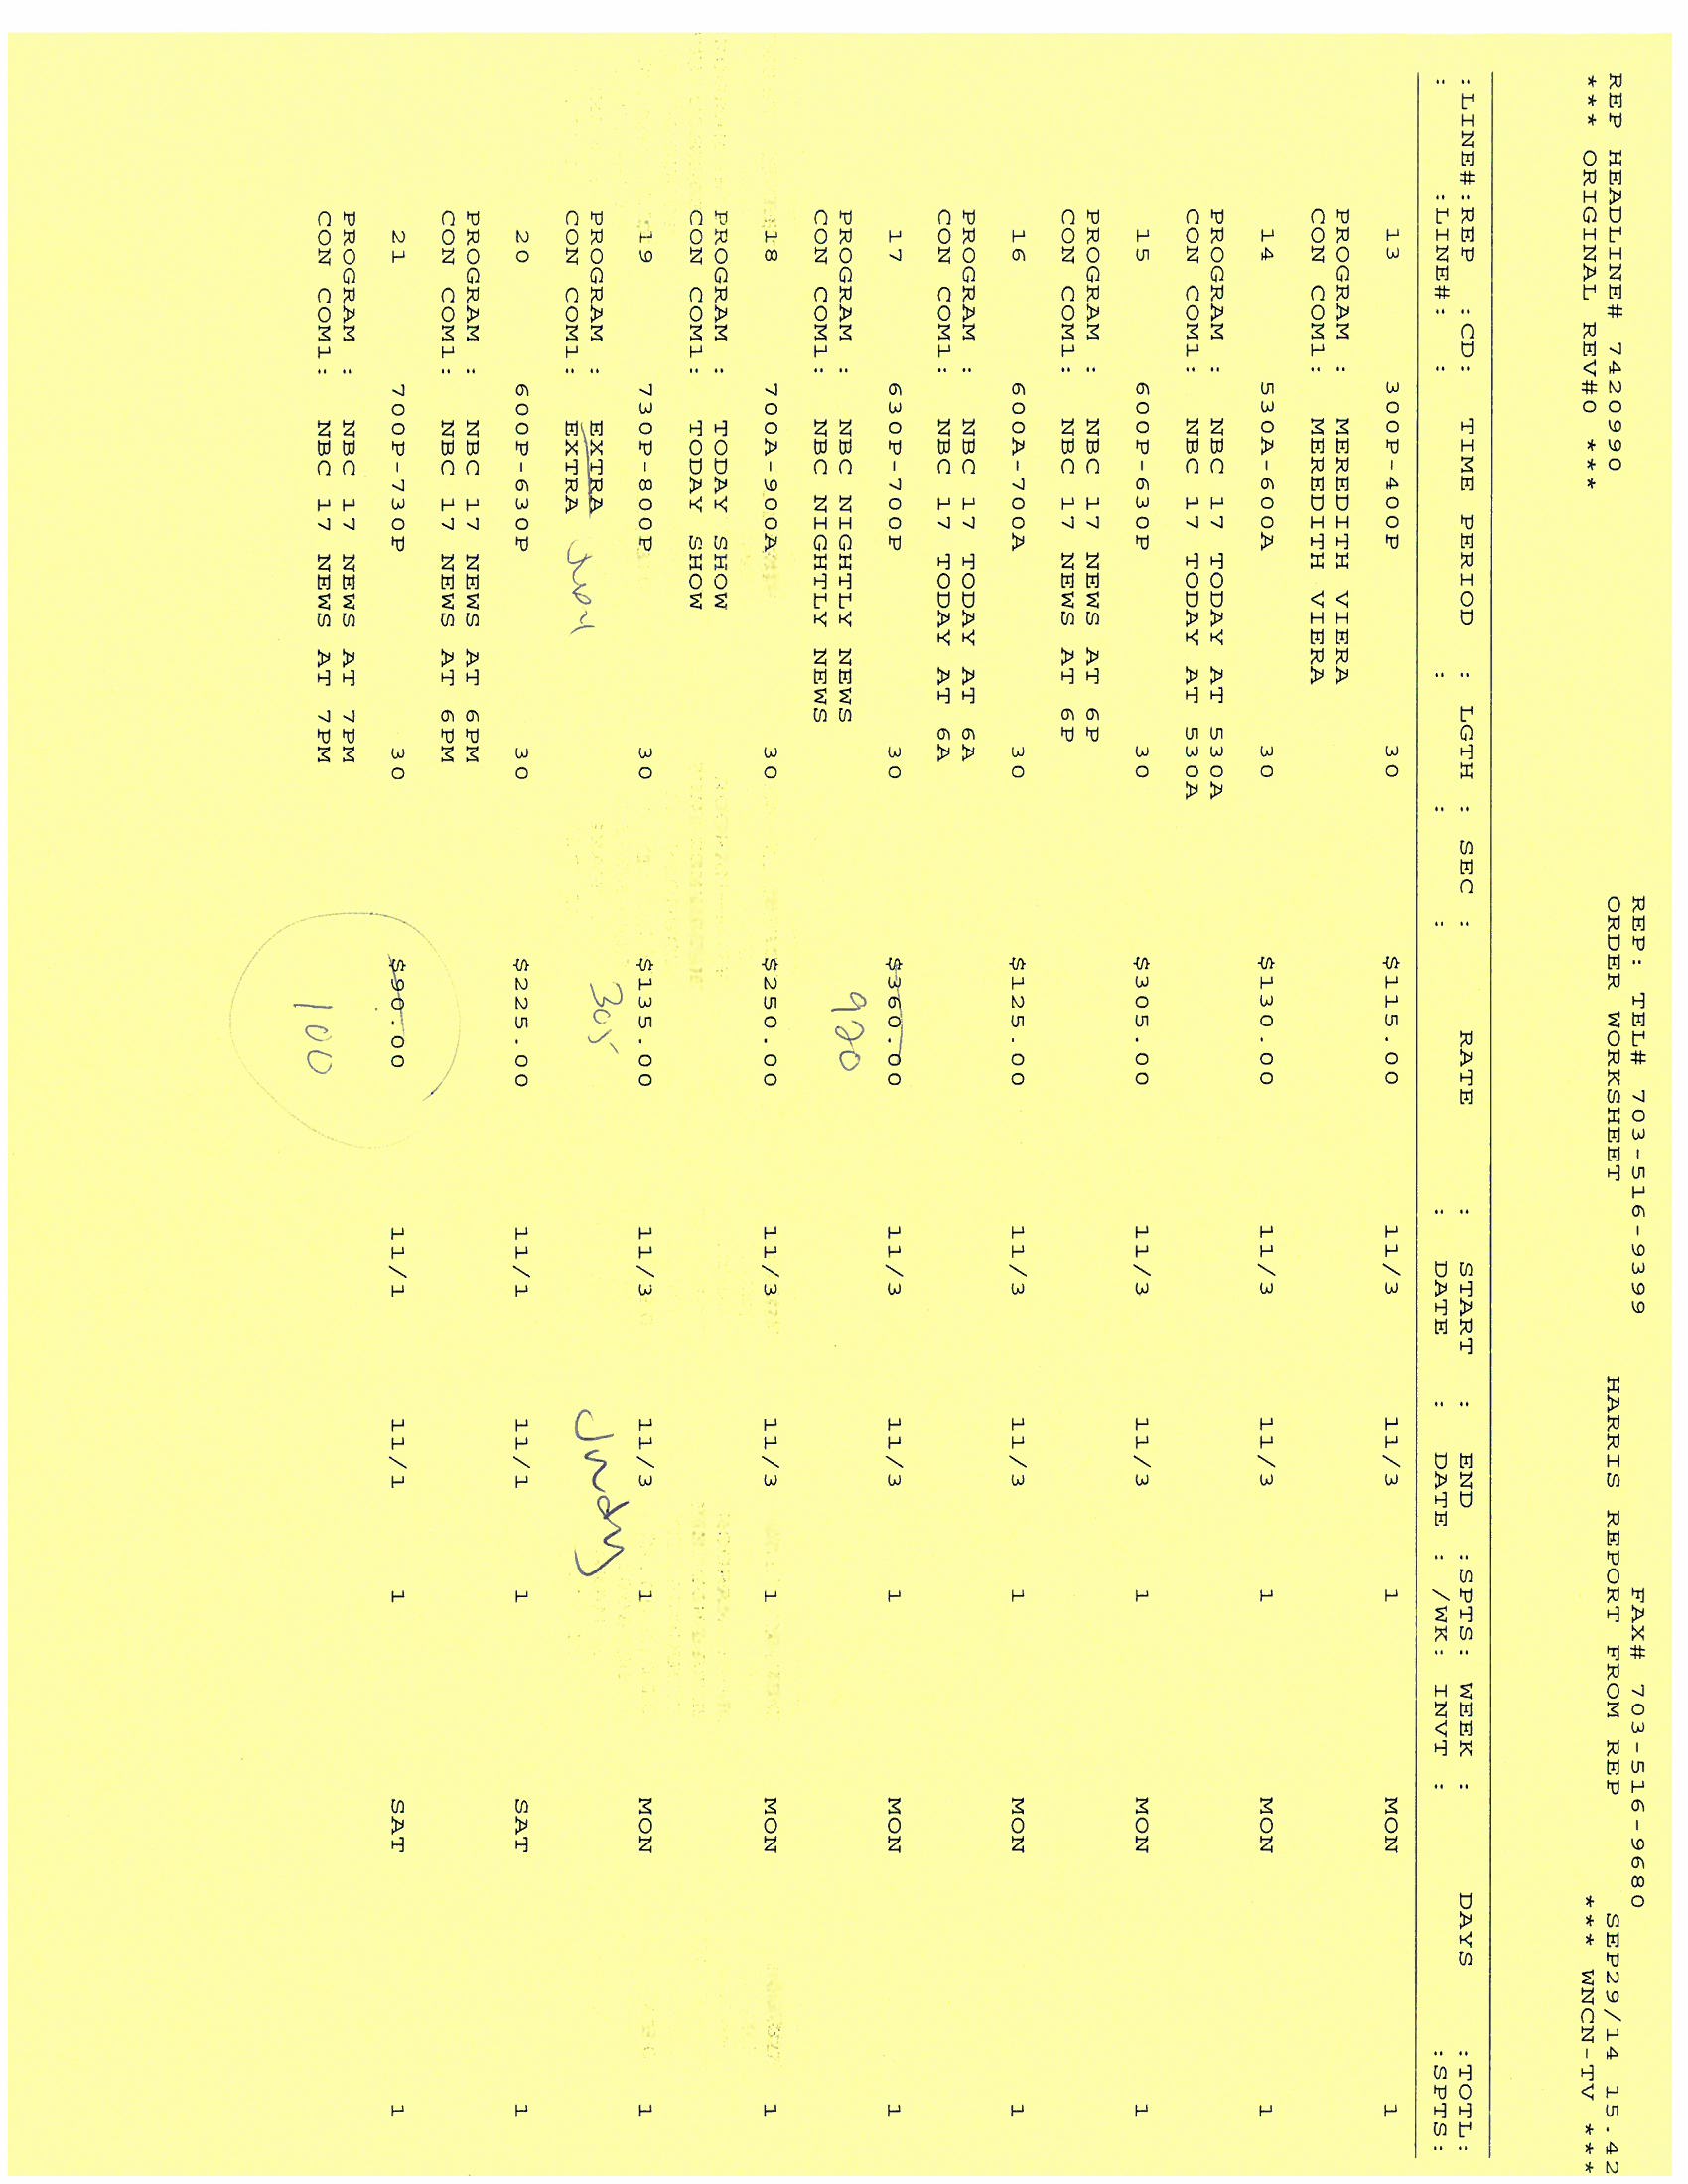 REP: TEL# 703-516-9399 FAX# 703-516-9680
REP HEADLINE# 7420990 ORDER WORKSHEET HARRIS REPORT FROM REP SEP29/14 15.42
*** ORIGINAL REV#0 *** *** WNCN-TV ***
:LINE#:REP :CD: TIME PERIOD : LGTH : SEC : RATE : START : END :SPTS: WEEK : DAYS :TOTL:
: :LINE#: : : : : DATE : DATE : /WK: INVT : :SPTS:
13 300P-400P 30 $115.00 11/3 11/3 1 MON 1
PROGRAM : MEREDITH VIERA
CON COM1: MEREDITH VIERA
14 530A-600A 30 $130.00 11/3 11/3 1 MON 1
PROGRAM : NBC 17 TODAY AT 530A
CON COM1: NBC 17 TODAY AT 530A
15 600P-630P 30 $305.00 11/3 11/3 1 MON 1
PROGRAM : NBC 17 NEWS AT 6P
CON COM1: NBC 17 NEWS AT 6P
16 600A-700A 30 $125.00 11/3 11/3 1 MON 1
PROGRAM : NBC 17 TODAY AT 6A
CON COM1: NBC 17 TODAY AT 6A
17 630P-700P 30 $360.00 11/3 11/3 1 MON 1
PROGRAM : NBC NIGHTLY NEWS 920
CON COM1: NBC NIGHTLY NEWS
18 700A-900A 30 $250.00 11/3 11/3 1 MON 1
PROGRAM : TODAY SHOW
CON COM1: TODAY SHOW
19 730P-800P 30 $135.00 11/3 11/3 1 MON 1
PROGRAM : EXTRA 305 Judy
CON COM1: EXTRA
20 600P-630P 30 $225.00 11/1 11/1 1 SAT 1
PROGRAM : NBC 17 NEWS AT 6PM
CON COM1: NBC 17 NEWS AT 6PM
21 700P-730P 30 $90.00 11/1 11/1 1 SAT 1
PROGRAM : NBC 17 NEWS AT 7PM
CON COM1: NBC 17 NEWS AT 7PM 100